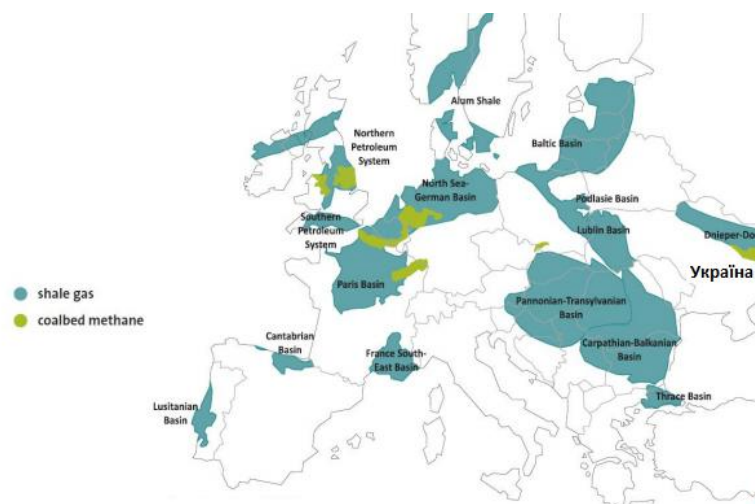 Alum Shale
Northern
Petroleum
System
Baltic Basin
North Sea-
German Basin
Podlasie Basin
Southern
Petroleum
System
Lublin Basin
Dnieper-Do
Україна
shale gas
Paris Basin
Pannonian-Transylvanian
Basin
coalbed methane
Cantabrian
Basin
France South-
East Basin
Carpathian-Balkanian
Basin
Thrace Basin
Lusitanian
Basin